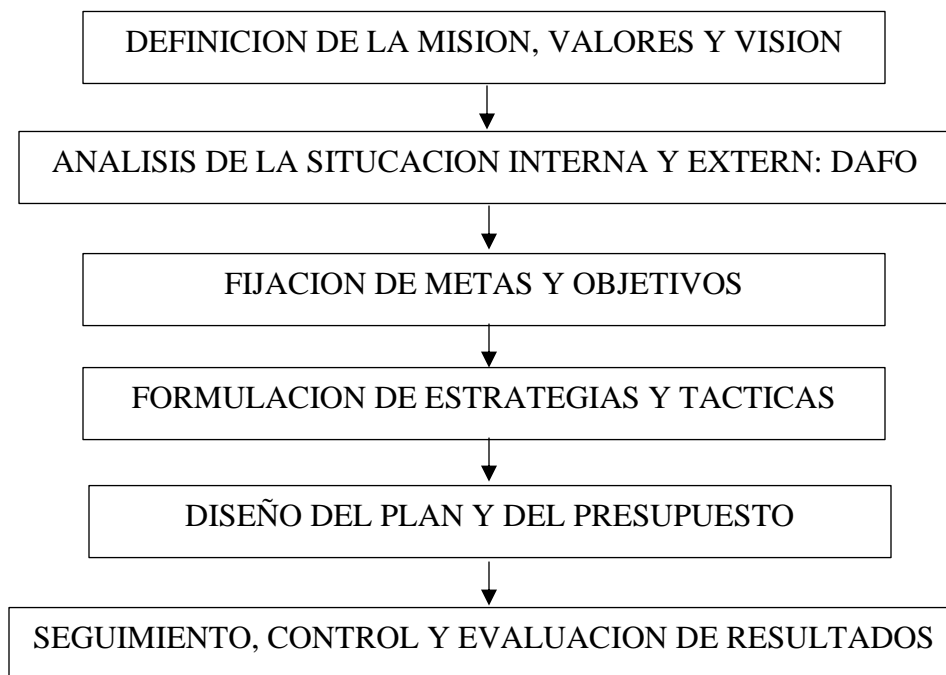 DEFINICION DE LA MISION, VALORES Y VISION
ANALISIS DE LA SITUCACION INTERNA Y EXTERN: DAFO
FIJACION DE METAS Y OBJETIVOS
FORMULACION DE ESTRATEGIAS Y TACTICAS
DISEÑO DEL PLAN Y DEL PRESUPUESTO
SEGUIMIENTO, CONTROL Y EVALUACION DE RESULTADOS